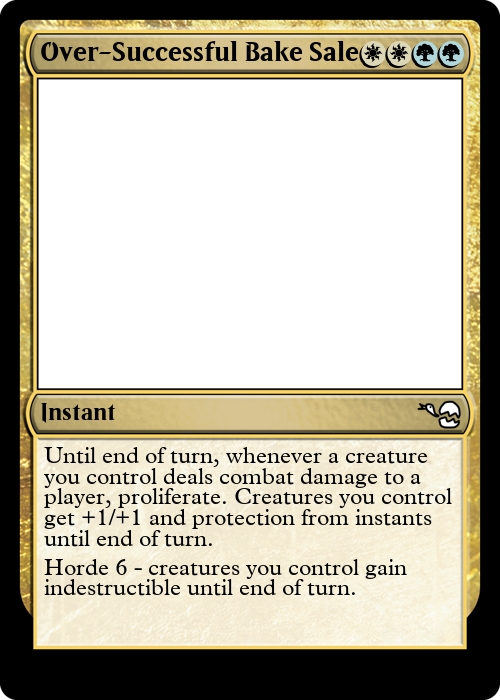 Over-Successful Bake Sale
Instant
Until end of turn, whenever a creature
you control deals combat damage to a
player, proliferate. Creatures you control
get +1/+1 and protection from instants
until end of turn.
Horde 6 - creatures you control gain
indestructible until end of turn.